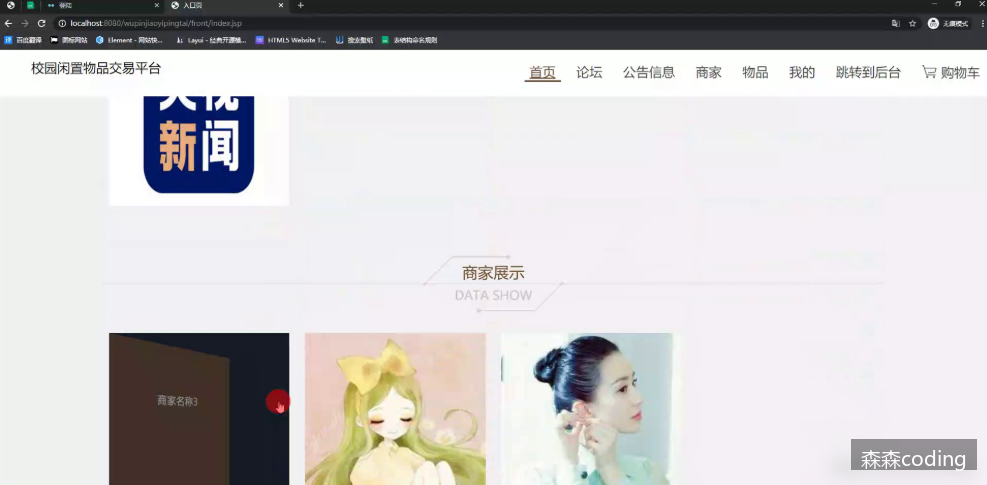 登陆
入口页
localhost:8080/wupinjiaoyipingtai/front/index.jsp
无痕模式
百度翻译
图标网站
Element - 网站快...
Layui - 经典开源模...
HTML5 Website T...
搜索壁纸
表结构命名规则
校园闲置物品交易平台
首页
论坛
公告信息
商家
物品
我的
跳转到后台
购物车
新闻
商家展示
DATA SHOW
商家名称3
森森coding